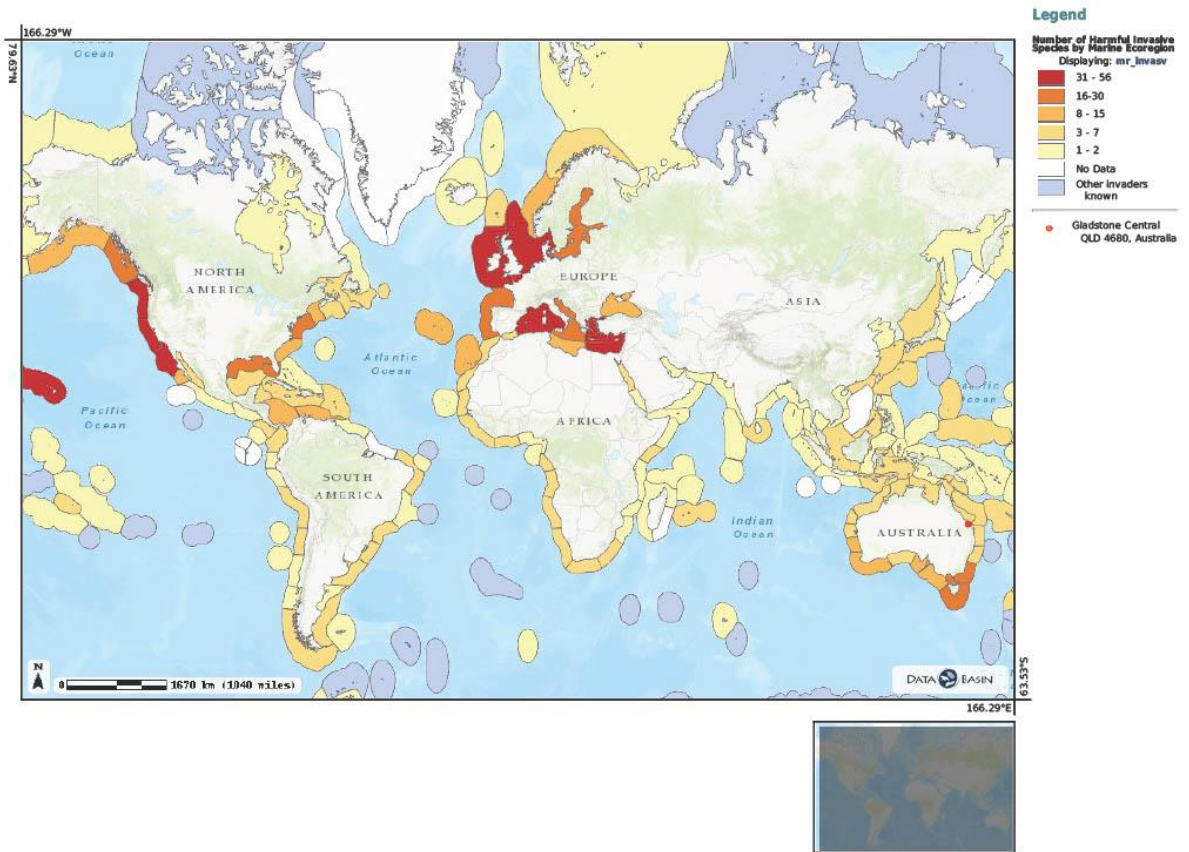 166.29°W
79.63°N
Ocean
NORTH
AMERICA
EUROPE
ASIA
Atlantic
Ocean
Pacific
Ocean
AFRICA
SOUTH
AMERICA
Indian
Ocean
AUSTRALIA
N
0 1670 km (1040 miles)
DATA BASIN
63.53°S
166.29°E
Legend
Number of Harmful Invasive
Species by Marine Ecoregion
Displaying: mr_invasv
31 - 56
16-30
8 - 15
3 - 7
1 - 2
No Data
Other invaders
known
Gladstone Central
QLD 4680, Australia